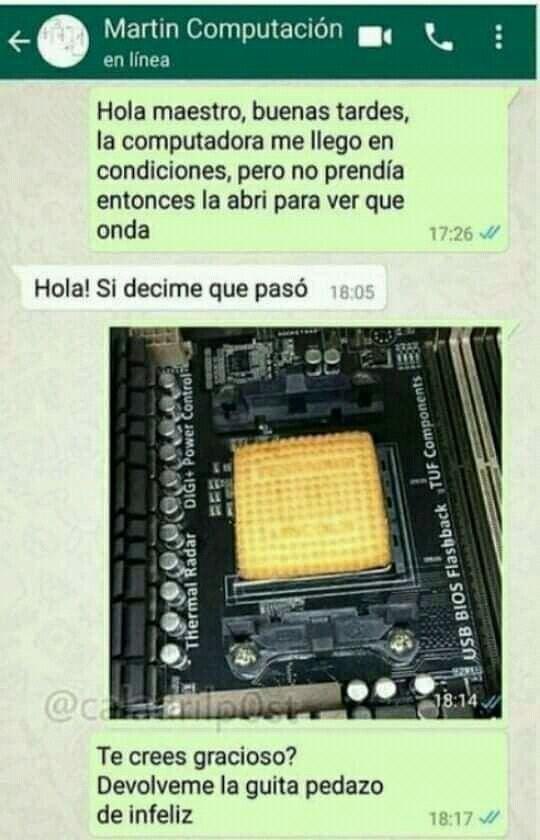 Martin Computación
en línea
Hola maestro, buenas tardes,
la computadora me llego en
condiciones, pero no prendía
entonces la abri para ver que
onda
17:26
Hola! Si decime que pasó 18:05
DIGI+ Power Control
Thermal Radar
TUF Components
USB BIOS Flashback
18:14
Te crees gracioso?
Devolveme la guita pedazo
de infeliz
18:17